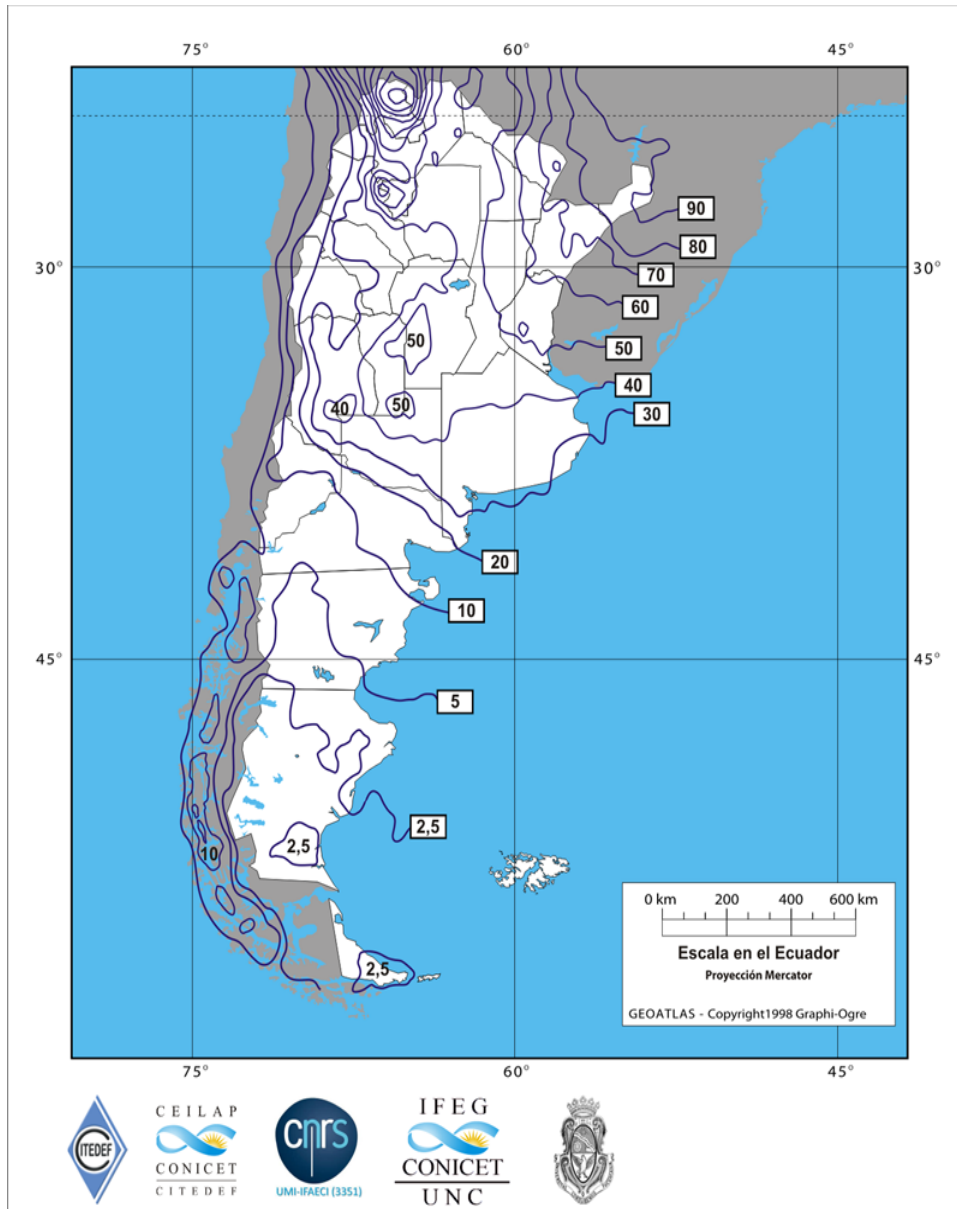 75°
60°
45°
90
80
30°
30°
70
60
50
50
40
40
50
30
20
10
45°
45°
5
2,5
2,5
10
0 km 200 400 600 km
Escala en el Ecuador
Proyección Mercator
2,5
GEOATLAS - Copyright1998 Graphi-Ogre
75°
60°
45°
CITEDEF
CEILAP
CONICET
CITEDEF
cnrs
UMI-IFAECI (3351)
IFEG
CONICET
UNC